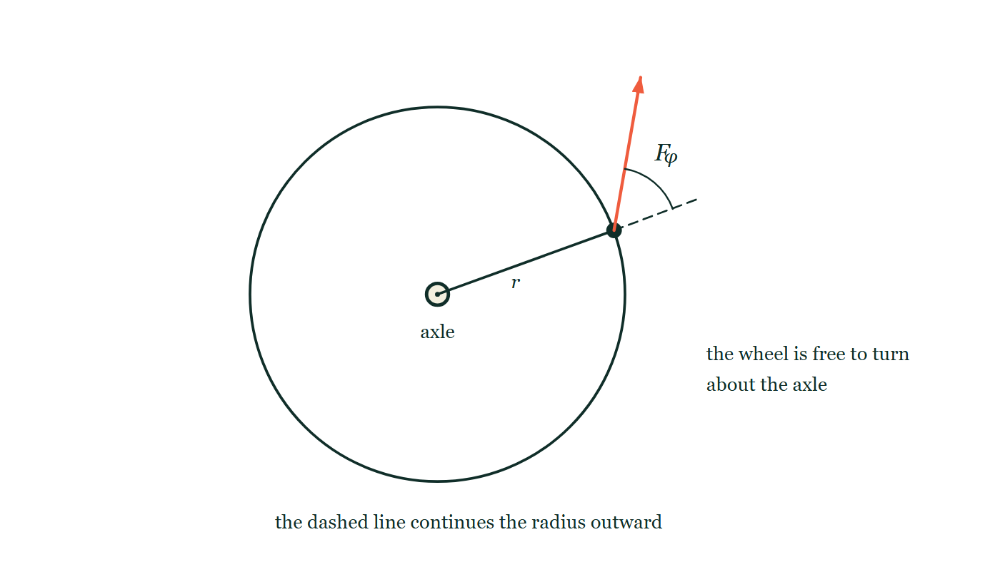 Fφ
r
axle
the wheel is free to turn
about the axle
the dashed line continues the radius outward